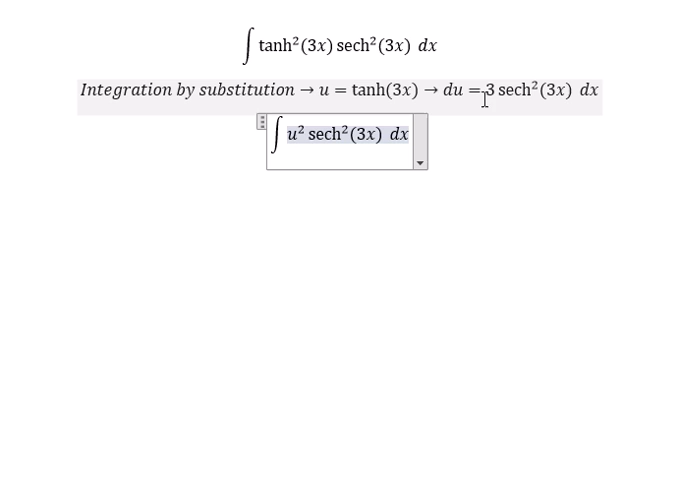 ∫ tanh²(3x) sech²(3x) dx
Integration by substitution → u = tanh(3x) → du = 3 sech²(3x) dx
∫ u² sech²(3x) dx